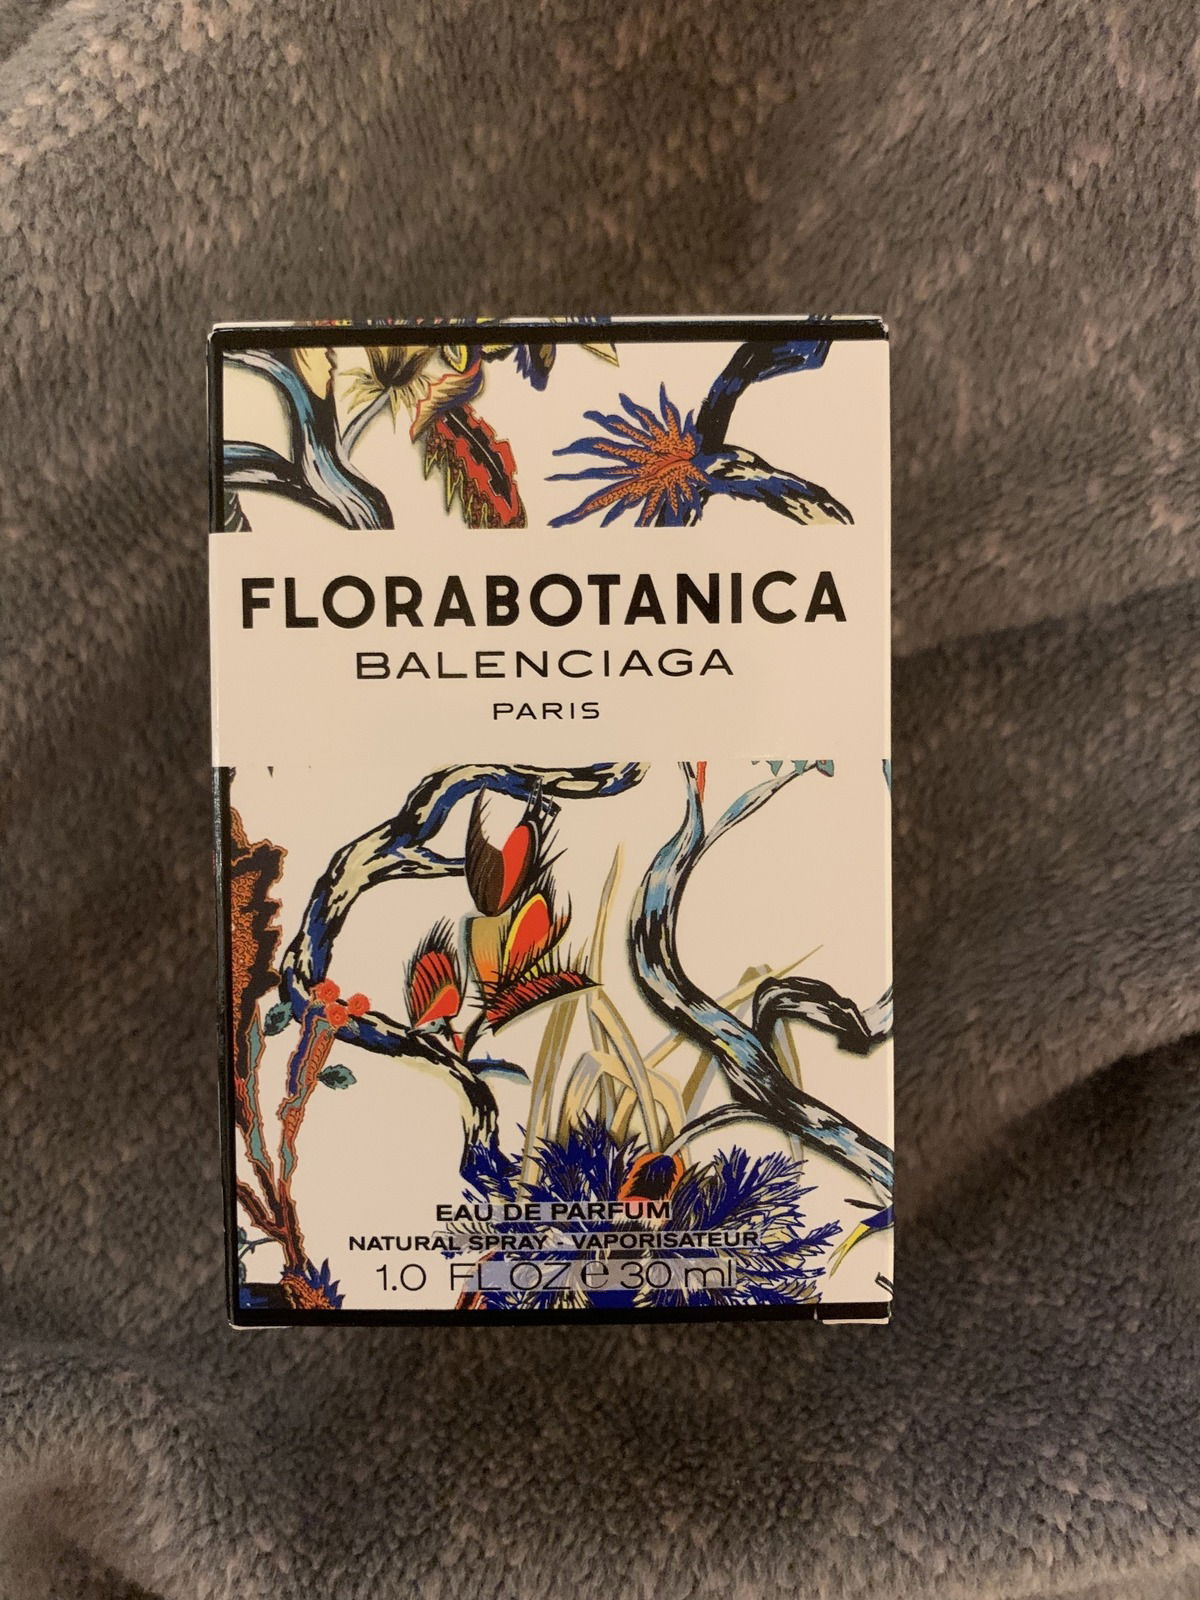 FLORABOTANICA
BALENCIAGA
PARIS
EAU DE PARFUM
NATURAL SPRAY - VAPORISATEUR
1.0 FL OZ ℮ 30 ml